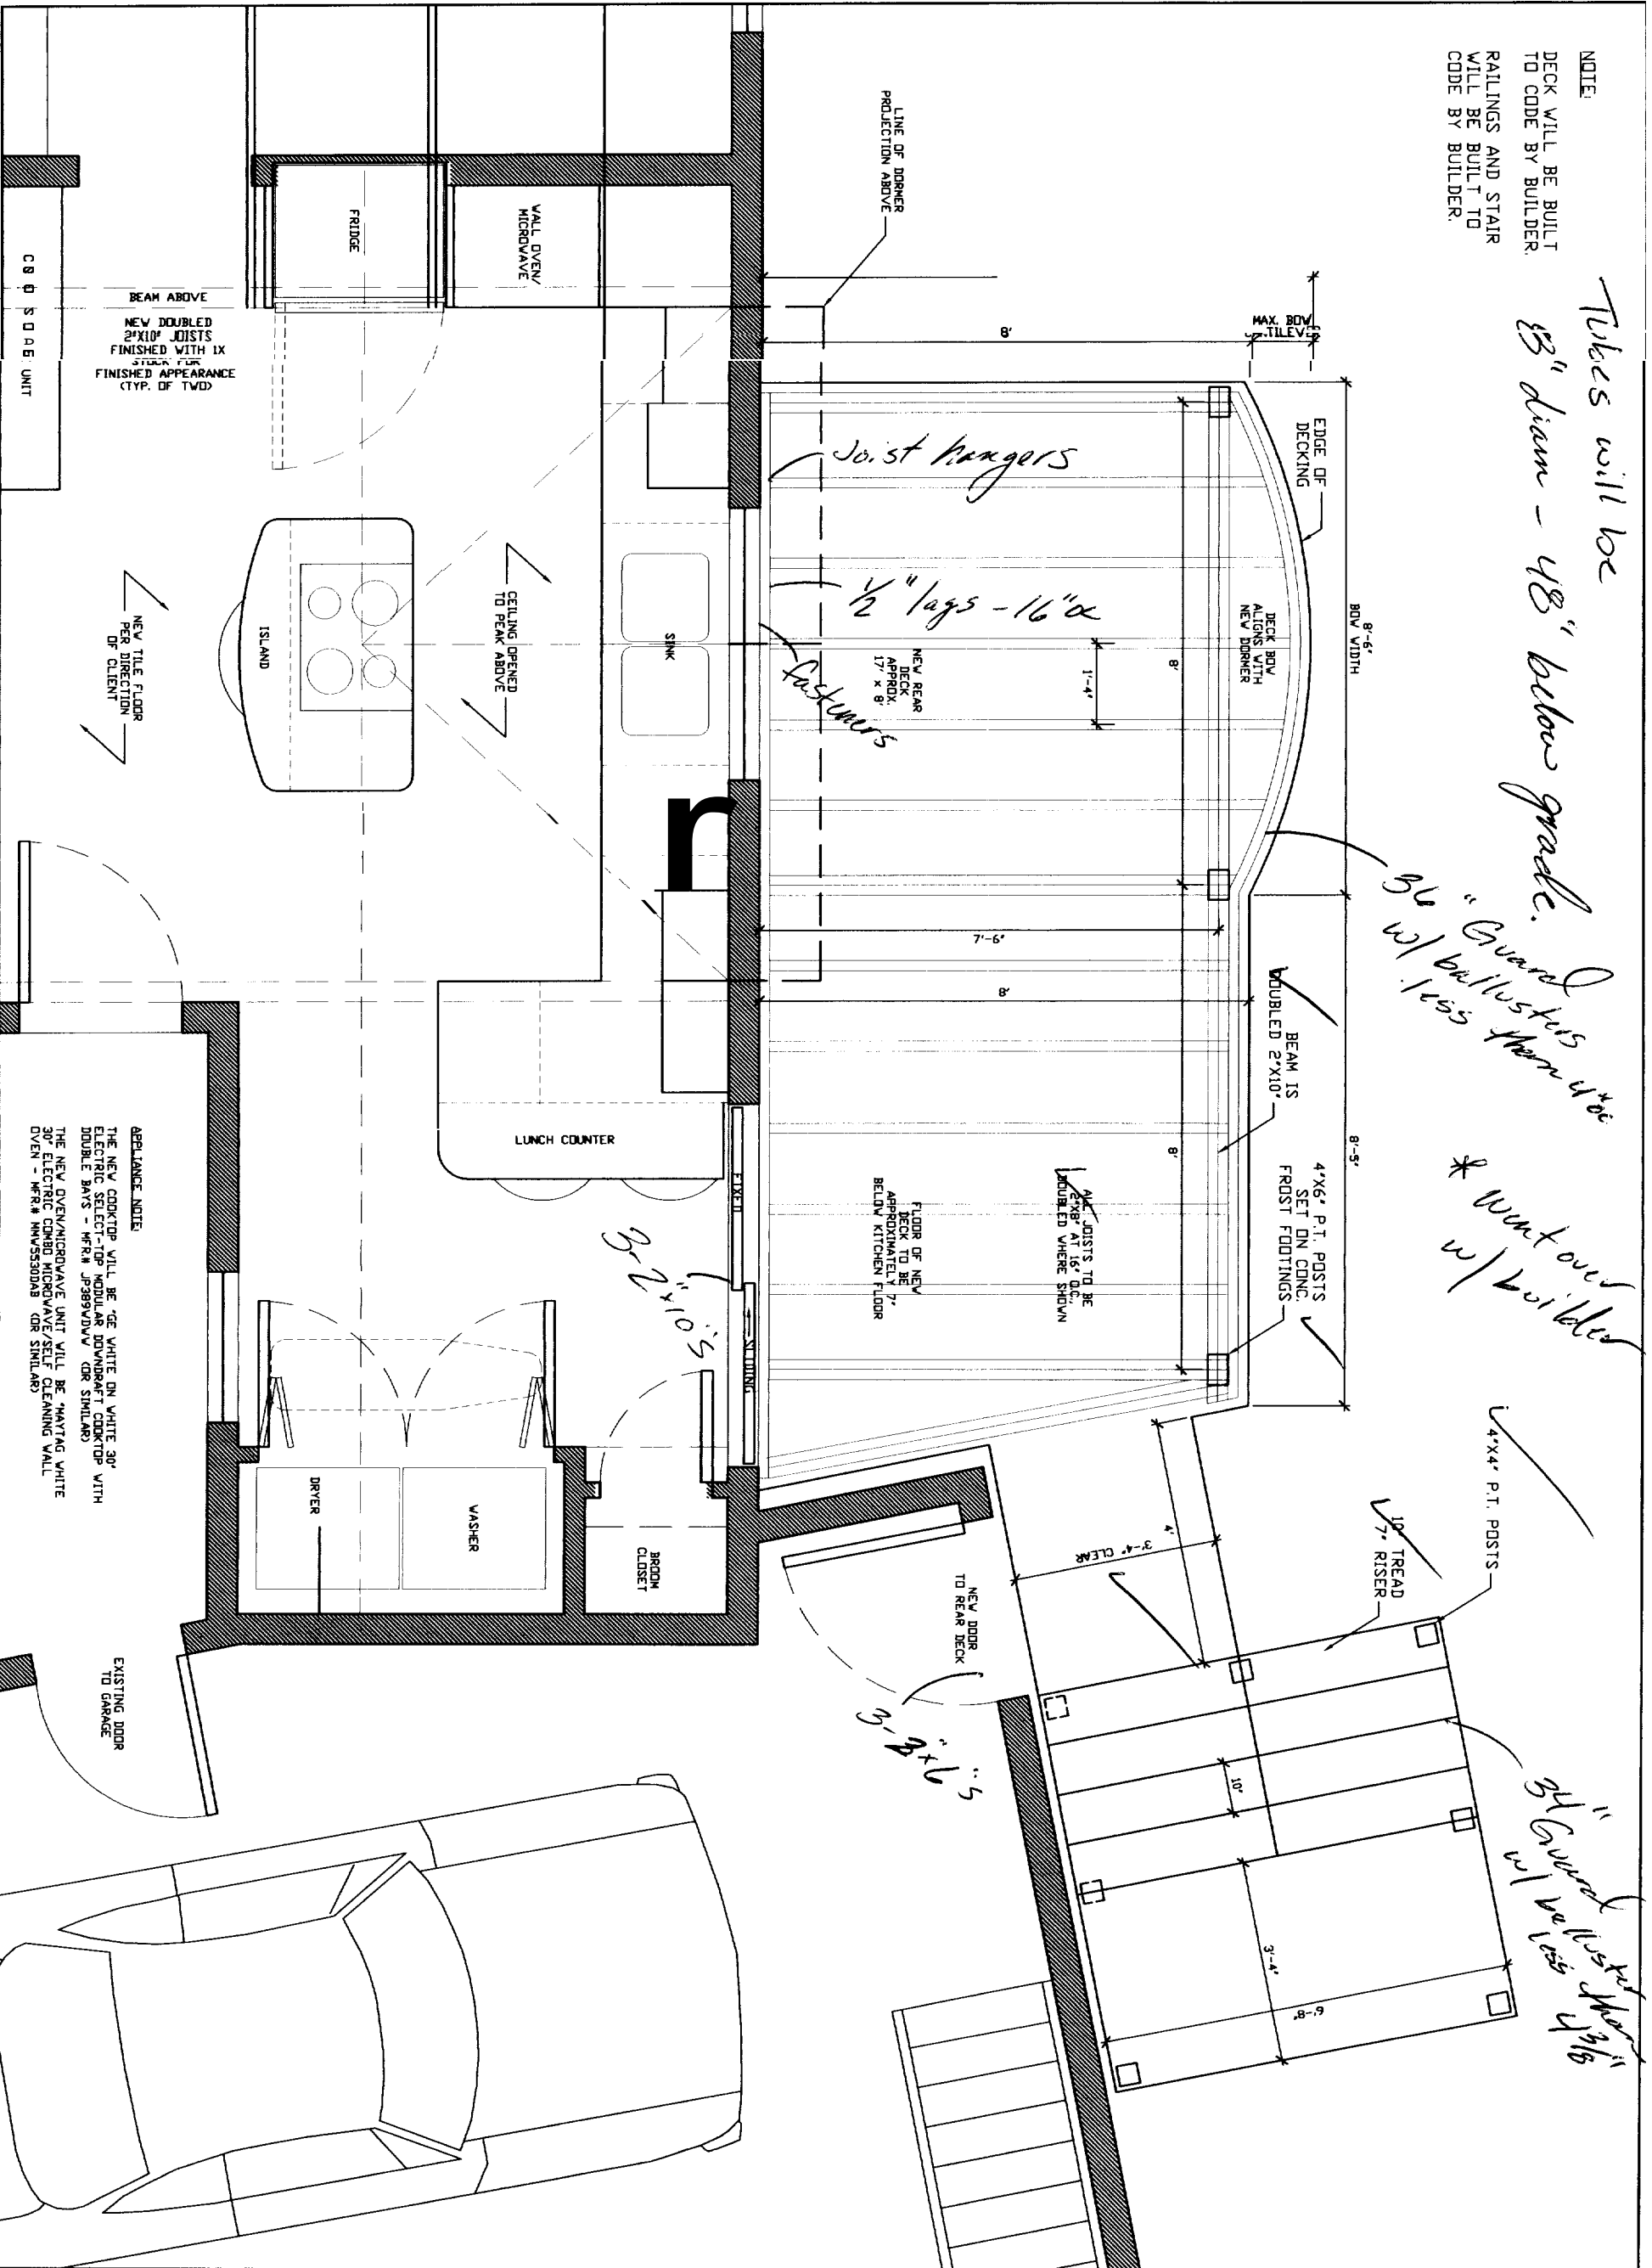 NOTE:
DECK WILL BE BUILT
TO CODE BY BUILDER.
RAILINGS AND STAIR
WILL BE BUILT TO
CODE BY BUILDER.
Tubes will be
8" diam - 48" below grade.
LINE OF DORMER
PROJECTION ABOVE
8'
MAX. BOW
EDGE OF
DECKING
8'-6"
BOW WIDTH
DECK BOW
ALIGNS WITH
NEW DORMER
8'
1'-4"
Joist hangers
1/2" lags - 16" oc
fasteners
NEW REAR
DECK
APPROX.
17' x 8'
36" Guard
w/ ballusters
less than 4" oc
* Went over
w/ builder
7'-6"
8'
8'
8'-5"
BEAM IS
DOUBLED 2"X10"
4"X6" P.T. POSTS
SET ON CONC.
FROST FOOTINGS
ALL JOISTS TO BE
2"X8" AT 16" O.C.,
DOUBLED WHERE SHOWN
FLOOR OF NEW
DECK TO BE
APPROXIMATELY 7"
BELOW KITCHEN FLOOR
4"X4" P.T. POSTS
10" TREAD
7" RISER
4'
3'-4" CLEAR
10"
3'-4"
6'-8"
34" Guard
w/ balluster
less than
4 3/8"
NEW DOOR
TO REAR DECK
3-2"x6"s
FIXED
SLIDING
3-2"x10"s
WALL OVEN/
MICROWAVE
FRIDGE
BEAM ABOVE
NEW DOUBLED
2"X10" JOISTS
FINISHED WITH 1X
STOCK FOR
FINISHED APPEARANCE
(TYP. OF TWO)
UNIT
SINK
CEILING OPENED
TO PEAK ABOVE
ISLAND
NEW TILE FLOOR
PER DIRECTION
OF CLIENT
r
LUNCH COUNTER
BROOM
CLOSET
WASHER
DRYER
APPLIANCE NOTE:
THE NEW COOKTOP WILL BE "GE WHITE ON WHITE 30"
ELECTRIC SELECT-TOP MODULAR DOWNDRAFT COOKTOP WITH
DOUBLE BAYS - MFR.# JP389WDWW (OR SIMILAR)
THE NEW OVEN/MICROWAVE UNIT WILL BE "MAYTAG WHITE
30" ELECTRIC COMBO MICROWAVE/SELF CLEANING WALL
OVEN - MFR.# MMW5530DAB (OR SIMILAR)
EXISTING DOOR
TO GARAGE